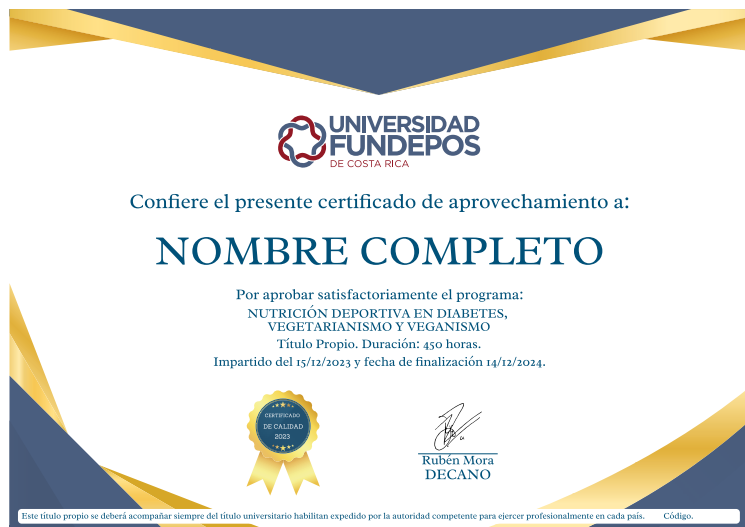 UNIVERSIDAD
FUNDEPOS
DE COSTA RICA
Confiere el presente certificado de aprovechamiento a:
NOMBRE COMPLETO
Por aprobar satisfactoriamente el programa:
NUTRICIÓN DEPORTIVA EN DIABETES,
VEGETARIANISMO Y VEGANISMO
Título Propio. Duración: 450 horas.
Impartido del 15/12/2023 y fecha de finalización 14/12/2024.
CERTIFICADO
DE CALIDAD
2023
Rubén Mora
DECANO
Este título propio se deberá acompañar siempre del título universitario habilitan expedido por la autoridad competente para ejercer profesionalmente en cada país. Código.